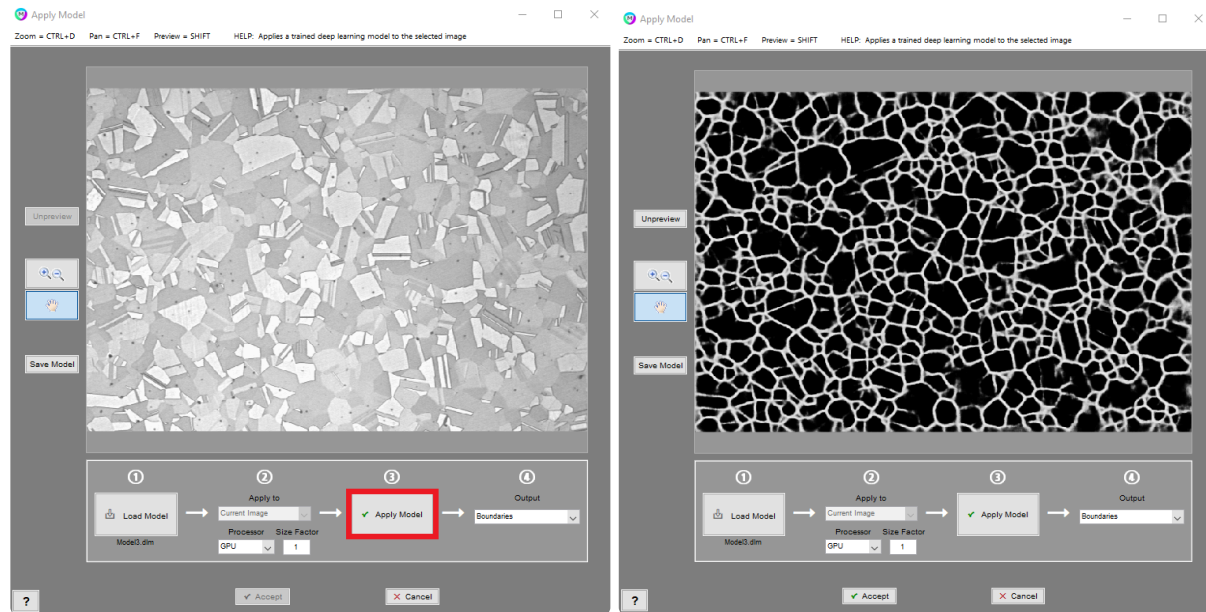 Apply Model
Zoom = CTRL+D Pan = CTRL+F Preview = SHIFT HELP: Applies a trained deep learning model to the selected image
Unpreview
Save Model
1 2 3 4
Apply to Output
Load Model Current Image Apply Model Boundaries
Processor Size Factor
Model3.dlm GPU 1
? Accept Cancel
Apply Model
Zoom = CTRL+D Pan = CTRL+F Preview = SHIFT HELP: Applies a trained deep learning model to the selected image
Unpreview
Save Model
1 2 3 4
Apply to Output
Load Model Current Image Apply Model Boundaries
Processor Size Factor
Model3.dlm GPU 1
? Accept Cancel